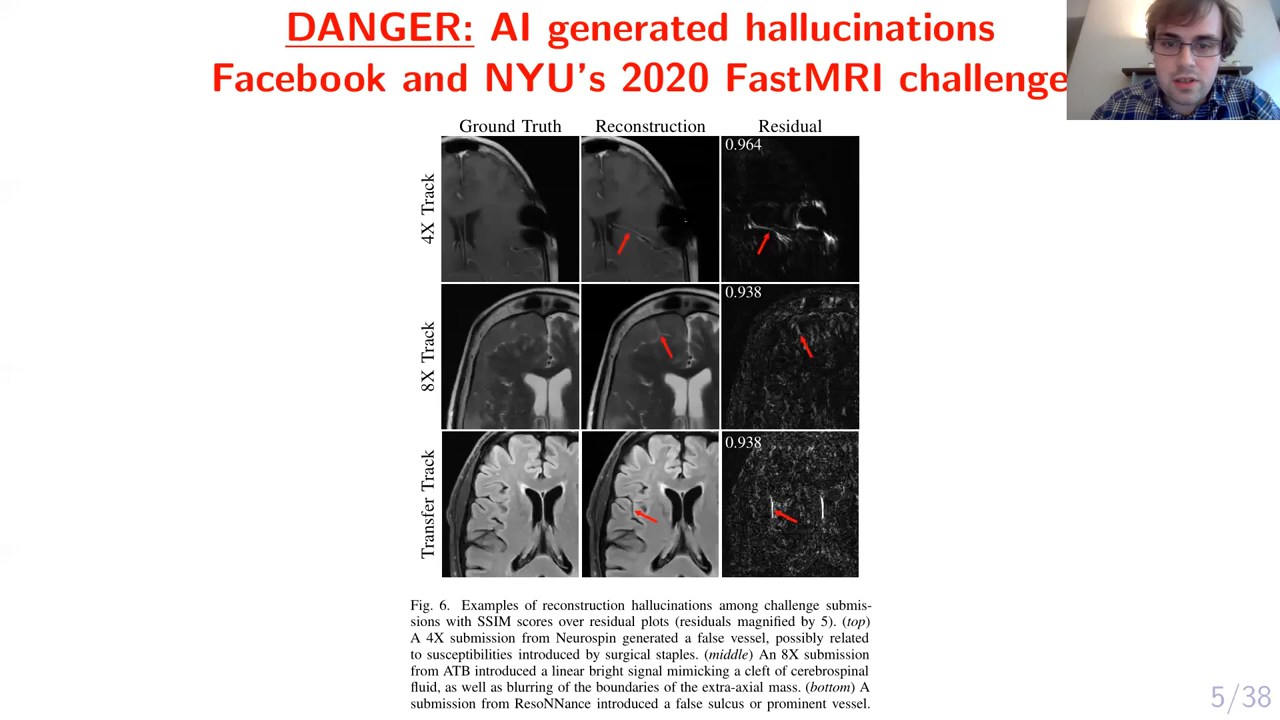 DANGER: AI generated hallucinations
Facebook and NYU's 2020 FastMRI challenge
Ground Truth Reconstruction Residual
4X Track
0.964
8X Track
0.938
Transfer Track
0.938
Fig. 6. Examples of reconstruction hallucinations among challenge submis-
sions with SSIM scores over residual plots (residuals magnified by 5). (top)
A 4X submission from Neurospin generated a false vessel, possibly related
to susceptibilities introduced by surgical staples. (middle) An 8X submission
from ATB introduced a linear bright signal mimicking a cleft of cerebrospinal
fluid, as well as blurring of the boundaries of the extra-axial mass. (bottom) A
submission from ResoNNance introduced a false sulcus or prominent vessel.
5/38